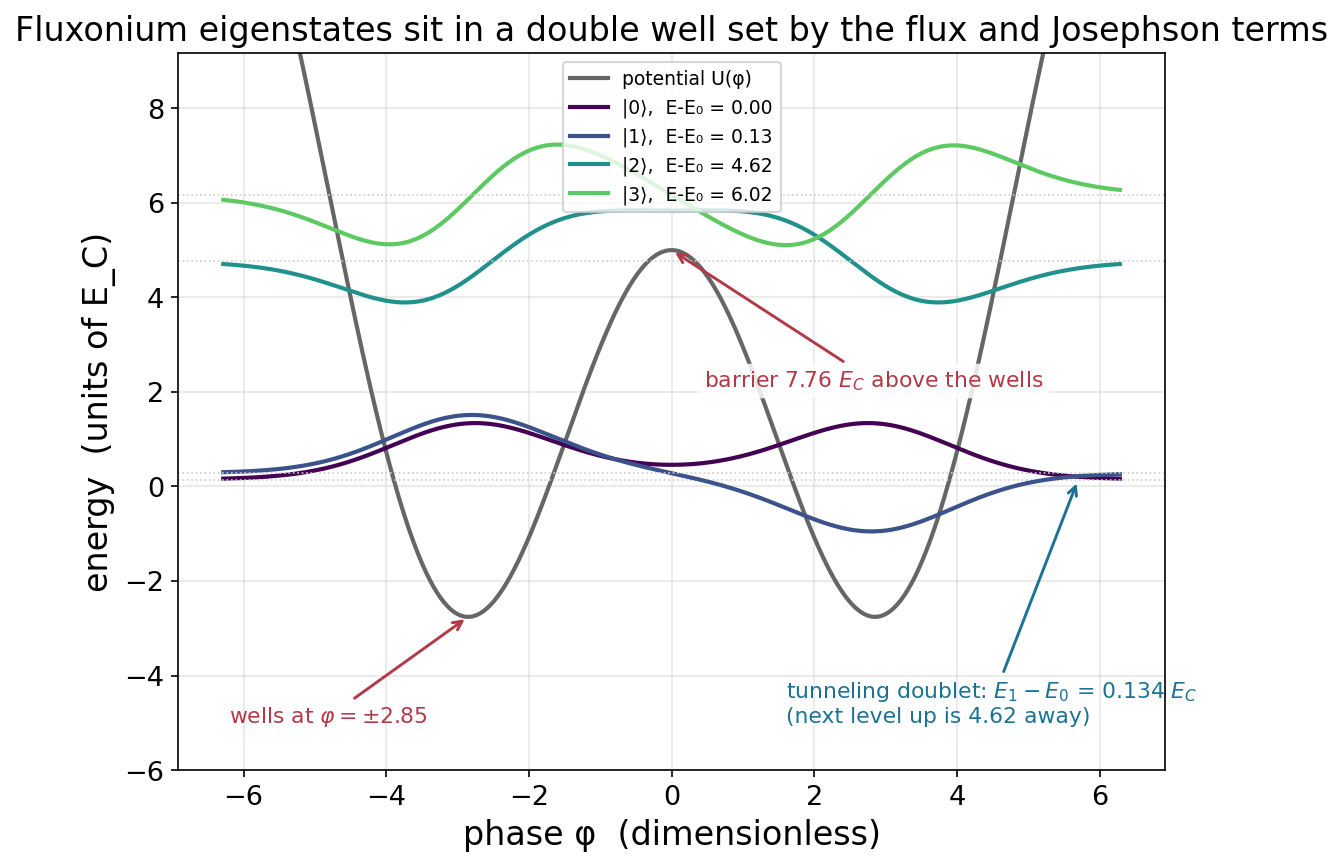 Fluxonium eigenstates sit in a double well set by the flux and Josephson terms
potential U(φ)
|0⟩,  E-E₀ = 0.00
|1⟩,  E-E₀ = 0.13
|2⟩,  E-E₀ = 4.62
|3⟩,  E-E₀ = 6.02
energy  (units of E_C)
8
6
4
2
0
−2
−4
−6
barrier 7.76 E_C above the wells
wells at φ = ±2.85
tunneling doublet: E₁ − E₀ = 0.134 E_C
(next level up is 4.62 away)
−6
−4
−2
0
2
4
6
phase φ  (dimensionless)